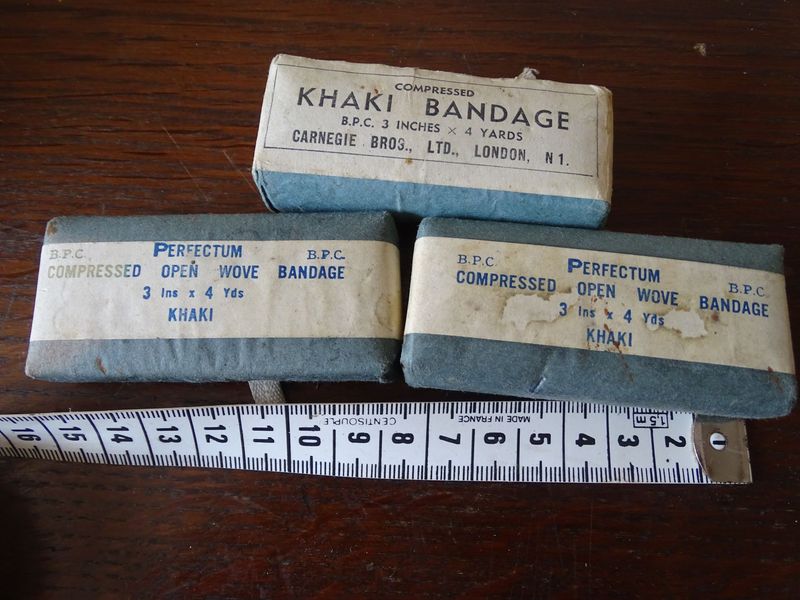 COMPRESSED
KHAKI BANDAGE
B.P.C. 3 INCHES × 4 YARDS
CARNEGIE BROS., LTD., LONDON, N 1.
B.P.C. PERFECTUM B.P.C.
COMPRESSED OPEN WOVE BANDAGE
3 Ins x 4 Yds
KHAKI
B.P.C. PERFECTUM B.P.C.
COMPRESSED OPEN WOVE BANDAGE
3 Ins x 4 Yds
KHAKI
16 15 14 13 12 11 10 CENTISOUPLE 9 8 7 MADE IN FRANCE 6 5 4 3 1.5 m 2 1